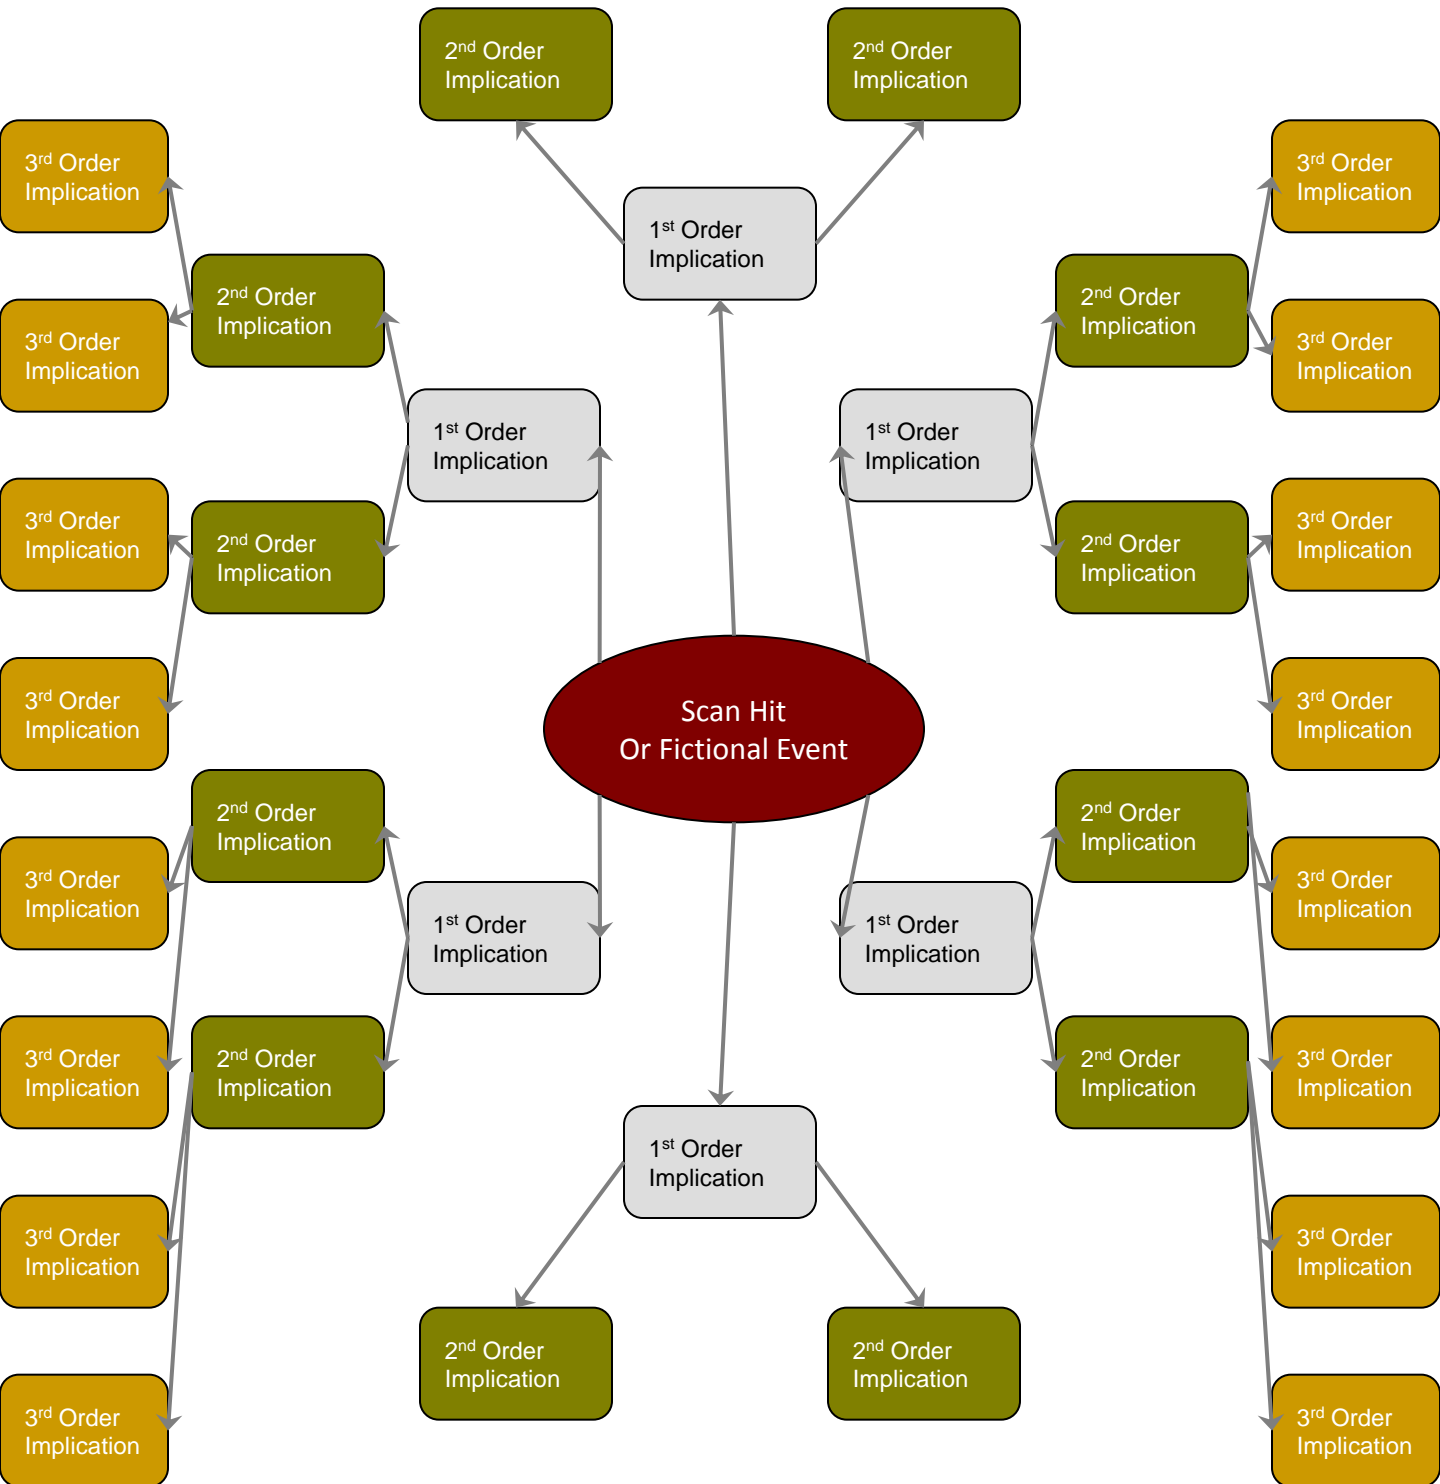 2nd Order
Implication
2nd Order
Implication
3rd Order
Implication
3rd Order
Implication
1st Order
Implication
2nd Order
Implication
2nd Order
Implication
3rd Order
Implication
3rd Order
Implication
1st Order
Implication
1st Order
Implication
3rd Order
Implication
3rd Order
Implication
2nd Order
Implication
2nd Order
Implication
3rd Order
Implication
3rd Order
Implication
Scan Hit
Or Fictional Event
2nd Order
Implication
2nd Order
Implication
3rd Order
Implication
3rd Order
Implication
1st Order
Implication
1st Order
Implication
3rd Order
Implication
2nd Order
Implication
2nd Order
Implication
3rd Order
Implication
1st Order
Implication
3rd Order
Implication
3rd Order
Implication
2nd Order
Implication
2nd Order
Implication
3rd Order
Implication
3rd Order
Implication